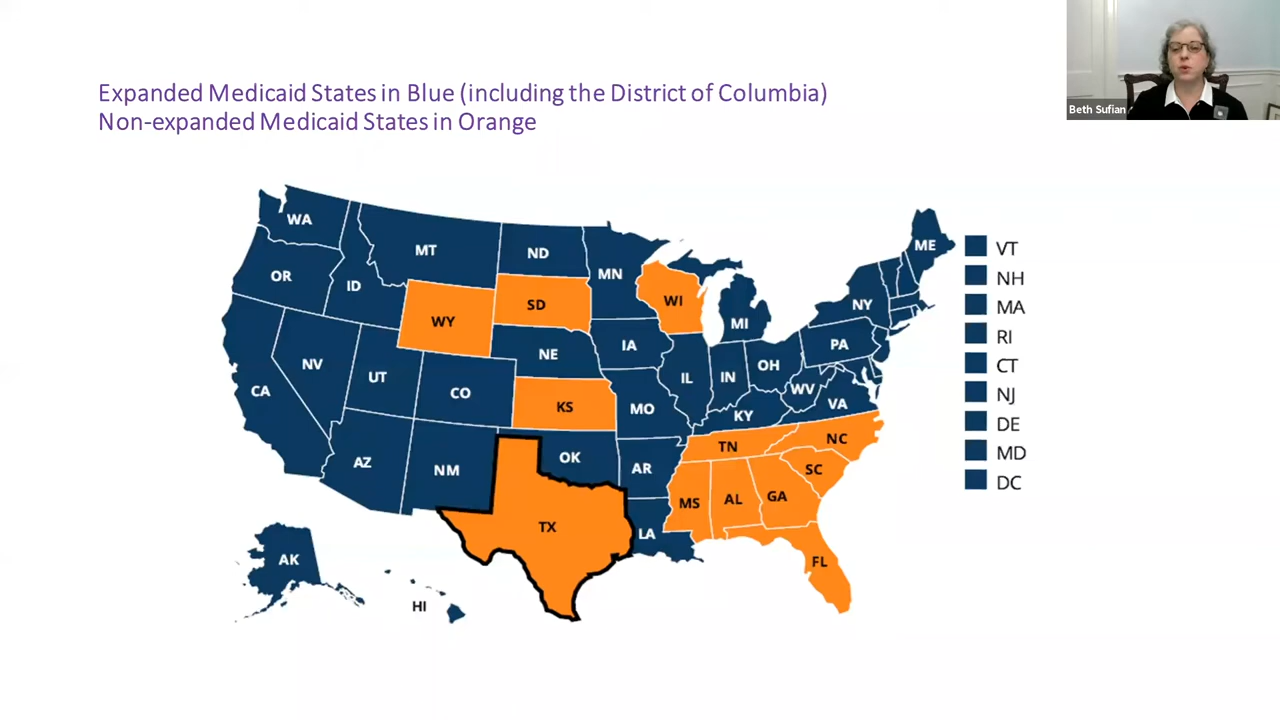 Expanded Medicaid States in Blue (including the District of Columbia)
Non-expanded Medicaid States in Orange
Beth Sufian
WA
OR
CA
ID
NV
MT
WY
UT
AZ
CO
NM
ND
SD
NE
KS
OK
TX
MN
IA
MO
AR
LA
WI
IL
MI
IN
OH
KY
TN
MS
AL
GA
FL
SC
NC
VA
WV
PA
NY
ME
AK
HI
VT
NH
MA
RI
CT
NJ
DE
MD
DC